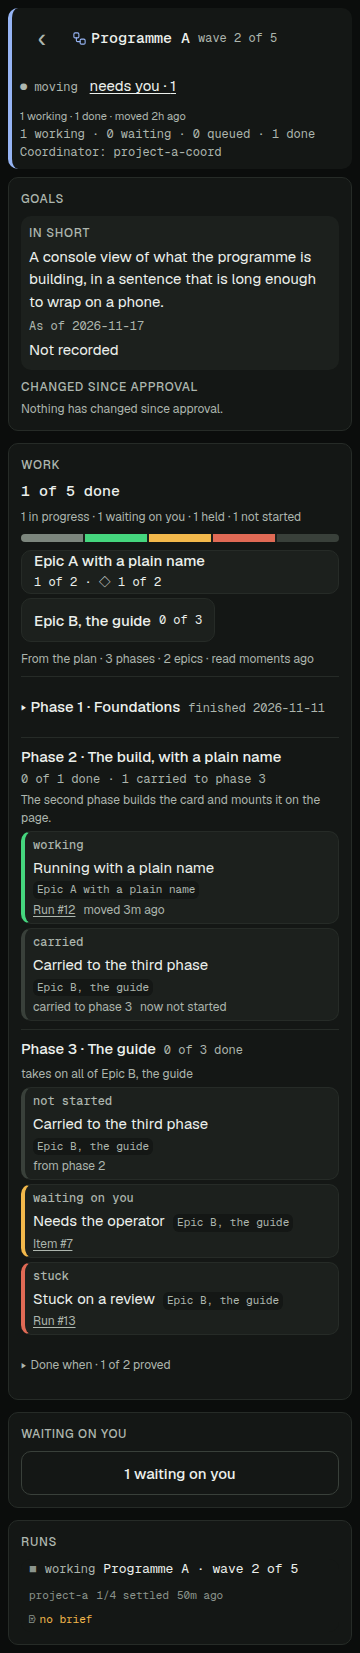 ‹ Programme A wave 2 of 5
● moving needs you · 1
1 working · 1 done · moved 2h ago
1 working · 0 waiting · 0 queued · 1 done
Coordinator: project-a-coord
GOALS
IN SHORT
A console view of what the programme is
building, in a sentence that is long enough
to wrap on a phone.
As of 2026-11-17
Not recorded
CHANGED SINCE APPROVAL
Nothing has changed since approval.
WORK
1 of 5 done
1 in progress · 1 waiting on you · 1 held · 1 not started
Epic A with a plain name
1 of 2 · ◇ 1 of 2
Epic B, the guide 0 of 3
From the plan · 3 phases · 2 epics · read moments ago
▸ Phase 1 · Foundations finished 2026-11-11
Phase 2 · The build, with a plain name
0 of 1 done · 1 carried to phase 3
The second phase builds the card and mounts it on the
page.
working
Running with a plain name
Epic A with a plain name
Run #12 moved 3m ago
carried
Carried to the third phase
Epic B, the guide
carried to phase 3 now not started
Phase 3 · The guide 0 of 3 done
takes on all of Epic B, the guide
not started
Carried to the third phase
Epic B, the guide
from phase 2
waiting on you
Needs the operator Epic B, the guide
Item #7
stuck
Stuck on a review Epic B, the guide
Run #13
▸ Done when · 1 of 2 proved
WAITING ON YOU
1 waiting on you
RUNS
■ working Programme A · wave 2 of 5
project-a 1/4 settled 50m ago
no brief